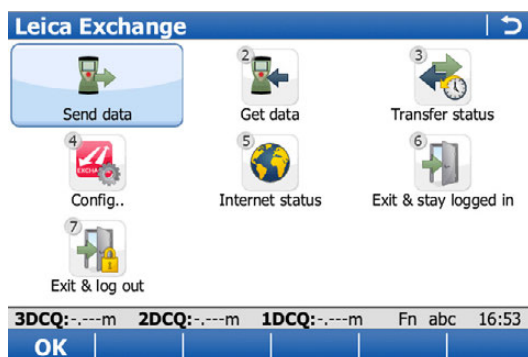 Leica Exchange
2 3
Send data Get data Transfer status
4 5 6
EXCHA
Config.. Internet status Exit & stay logged in
7
Exit & log out
3DCQ:-.---m 2DCQ:-.---m 1DCQ:-.---m Fn abc 16:53
OK